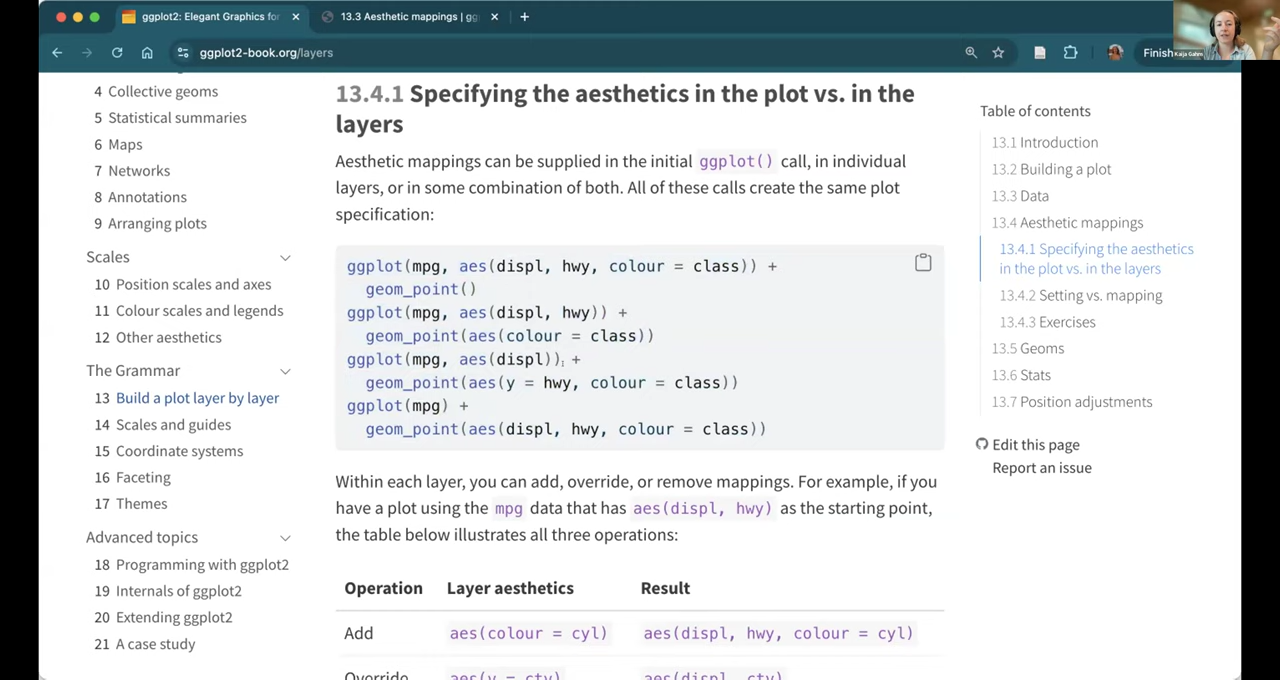 ggplot2: Elegant Graphics for
13.3 Aesthetic mappings | gg
ggplot2-book.org/layers
Finish
Kaija Gahm
4 Collective geoms
5 Statistical summaries
6 Maps
7 Networks
8 Annotations
9 Arranging plots
Scales
10 Position scales and axes
11 Colour scales and legends
12 Other aesthetics
The Grammar
13 Build a plot layer by layer
14 Scales and guides
15 Coordinate systems
16 Faceting
17 Themes
Advanced topics
18 Programming with ggplot2
19 Internals of ggplot2
20 Extending ggplot2
21 A case study
13.4.1 Specifying the aesthetics in the plot vs. in the
layers
Aesthetic mappings can be supplied in the initial ggplot() call, in individual
layers, or in some combination of both. All of these calls create the same plot
specification:
ggplot(mpg, aes(displ, hwy, colour = class)) +
geom_point()
ggplot(mpg, aes(displ, hwy)) +
geom_point(aes(colour = class))
ggplot(mpg, aes(displ)) +
geom_point(aes(y = hwy, colour = class))
ggplot(mpg) +
geom_point(aes(displ, hwy, colour = class))
Within each layer, you can add, override, or remove mappings. For example, if you
have a plot using the mpg data that has aes(displ, hwy) as the starting point,
the table below illustrates all three operations:
Operation Layer aesthetics Result
Add aes(colour = cyl) aes(displ, hwy, colour = cyl)
Override aes(y = cty) aes(displ, cty)
Table of contents
13.1 Introduction
13.2 Building a plot
13.3 Data
13.4 Aesthetic mappings
13.4.1 Specifying the aesthetics
in the plot vs. in the layers
13.4.2 Setting vs. mapping
13.4.3 Exercises
13.5 Geoms
13.6 Stats
13.7 Position adjustments
Edit this page
Report an issue